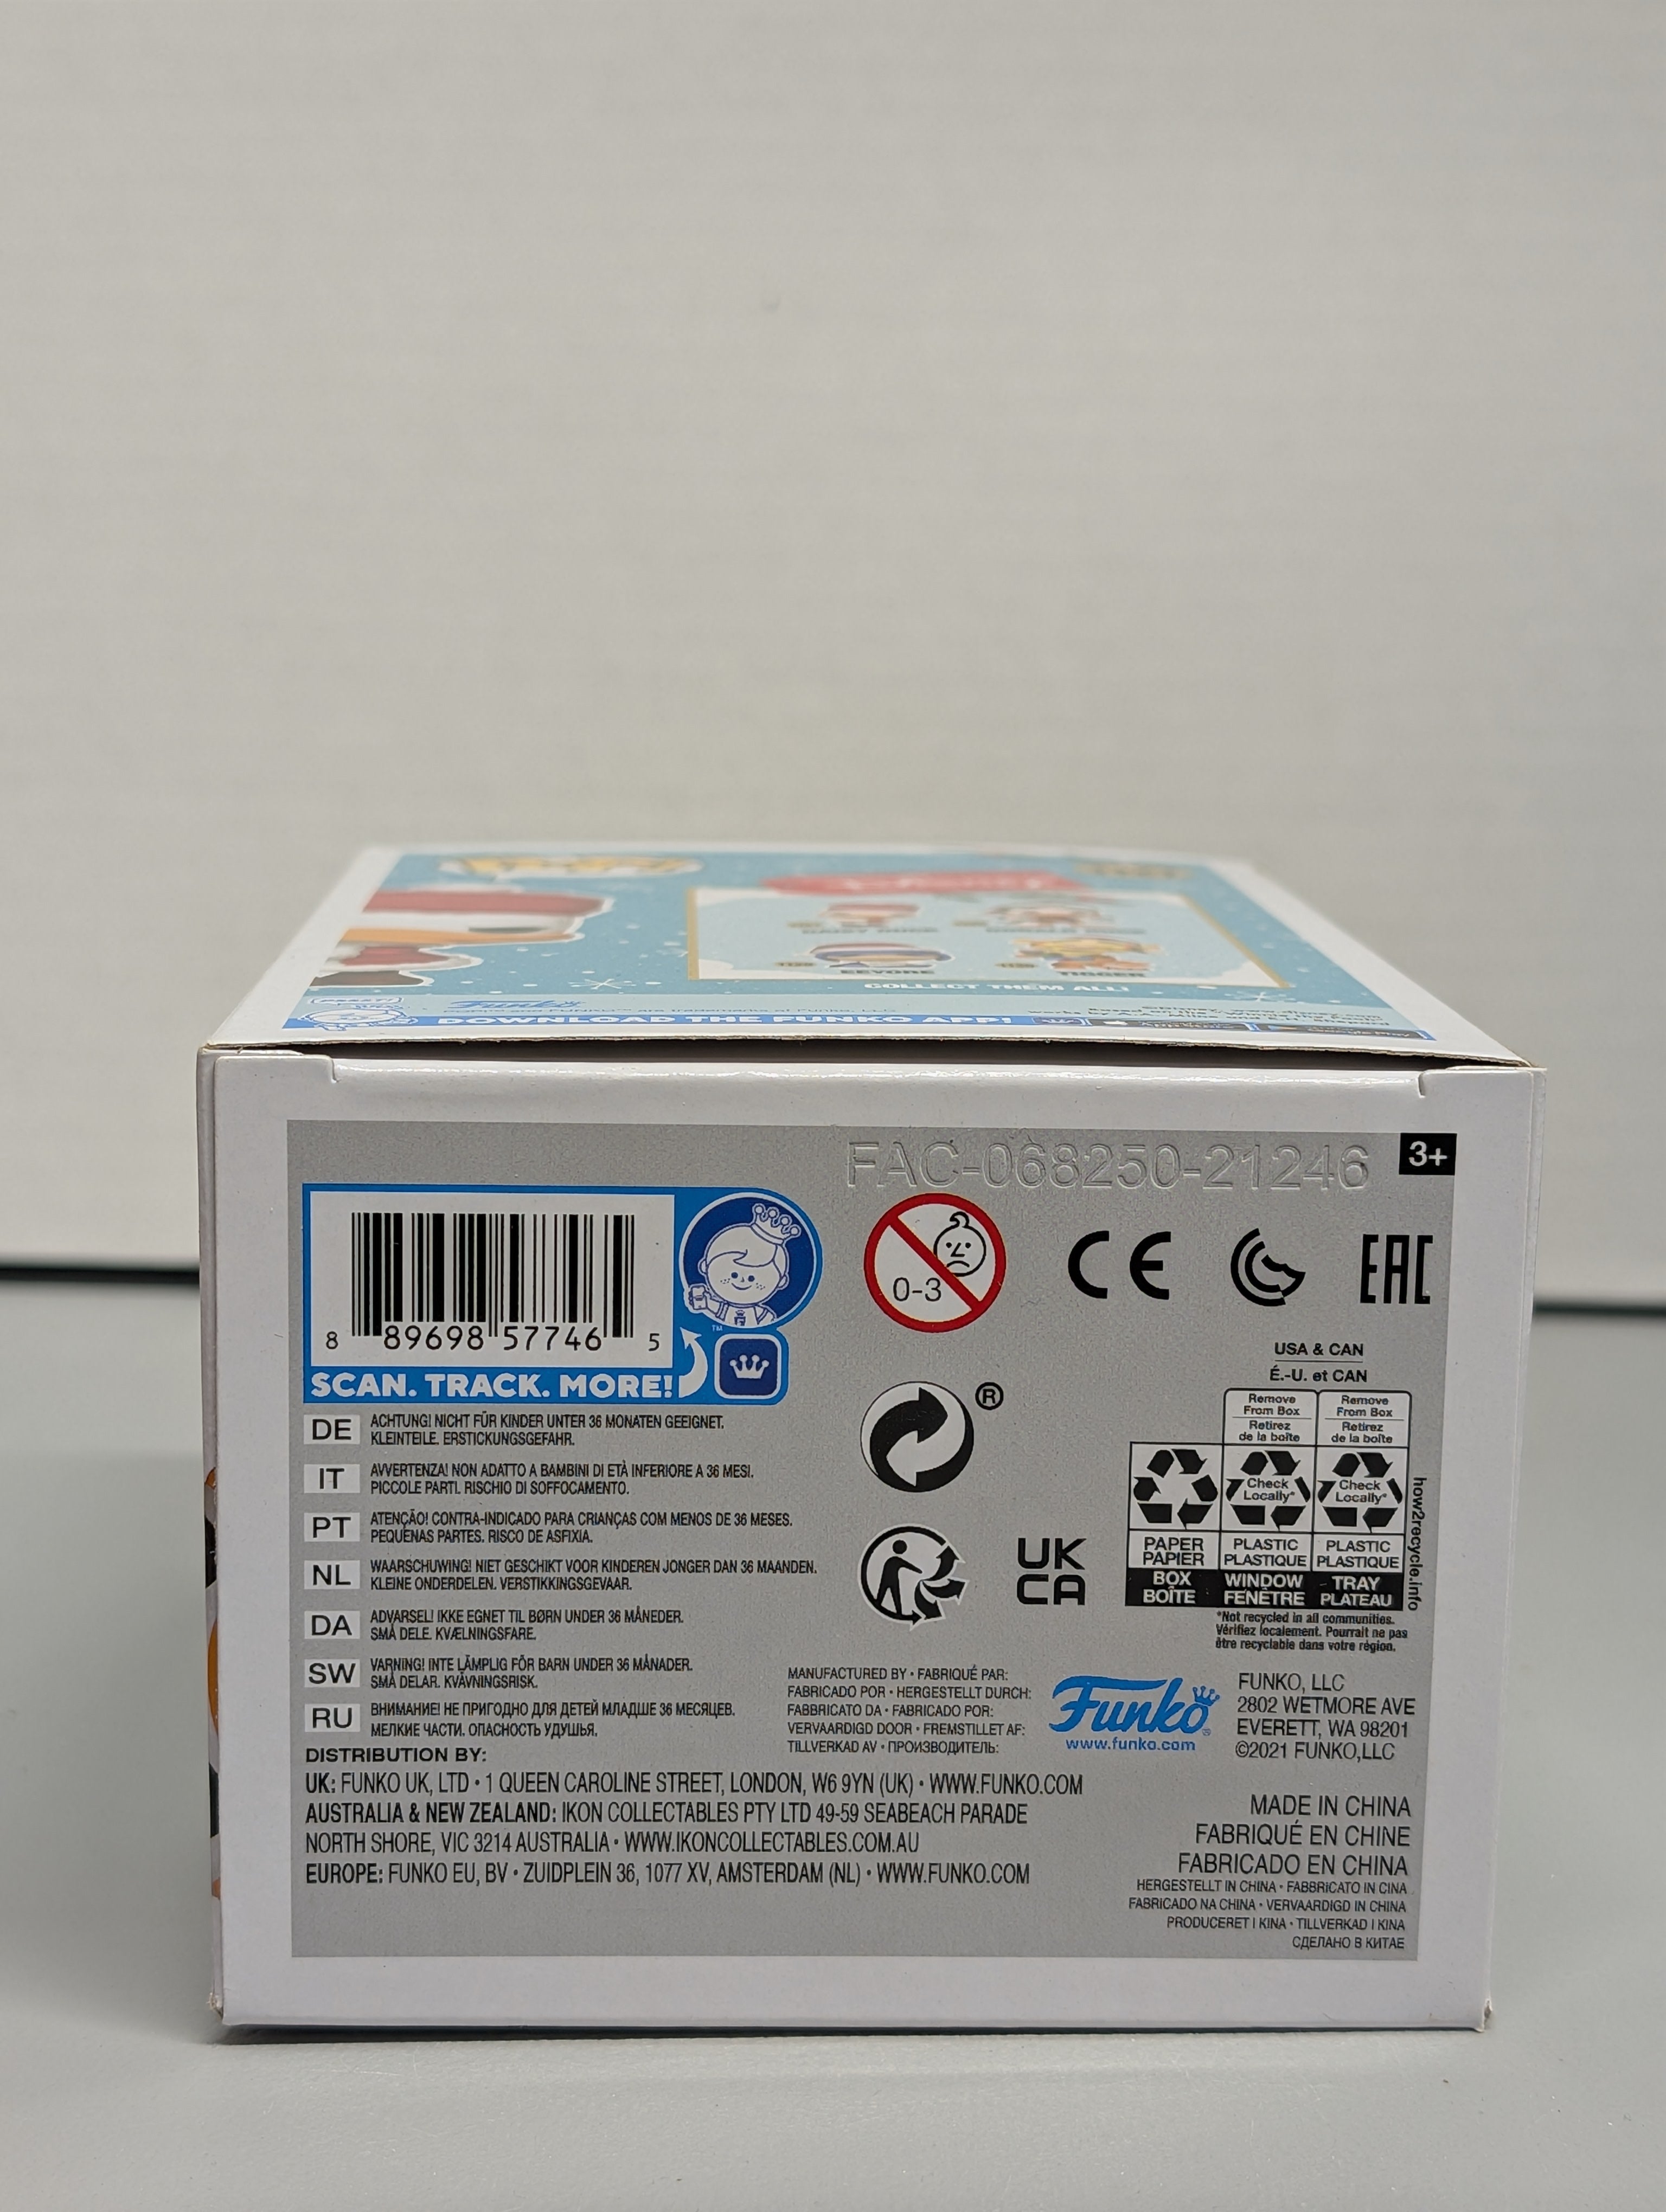 EEYORE
TIGGER
COLLECT THEM ALL!
Funko
DOWNLOAD THE FUNKO APP!
FAC-068250-21246
3+
8 89698 57746 5
TM
SCAN. TRACK. MORE!
0-3
CE
EAC
USA & CAN
É.-U. et CAN
Remove
From Box
Retirez
de la boîte
Remove
From Box
Retirez
de la boîte
Check
Locally*
Check
Locally*
PAPER
PAPIER
PLASTIC
PLASTIQUE
PLASTIC
PLASTIQUE
BOX
BOÎTE
WINDOW
FENÊTRE
TRAY
PLATEAU
how2recycle.info
*Not recycled in all communities.
Vérifiez localement. Pourrait ne pas
être recyclable dans votre région.
®
UK
CA
DE ACHTUNG! NICHT FÜR KINDER UNTER 36 MONATEN GEEIGNET.
KLEINTEILE. ERSTICKUNGSGEFAHR.
IT AVVERTENZA! NON ADATTO A BAMBINI DI ETÀ INFERIORE A 36 MESI.
PICCOLE PARTI. RISCHIO DI SOFFOCAMENTO.
PT ATENÇÃO! CONTRA-INDICADO PARA CRIANÇAS COM MENOS DE 36 MESES.
PEQUENAS PARTES. RISCO DE ASFIXIA.
NL WAARSCHUWING! NIET GESCHIKT VOOR KINDEREN JONGER DAN 36 MAANDEN.
KLEINE ONDERDELEN. VERSTIKKINGSGEVAAR.
DA ADVARSEL! IKKE EGNET TIL BØRN UNDER 36 MÅNEDER.
SMÅ DELE. KVÆLNINGSFARE.
SW VARNING! INTE LÄMPLIG FÖR BARN UNDER 36 MÅNADER.
SMÅ DELAR. KVÄVNINGSRISK.
RU ВНИМАНИЕ! НЕ ПРИГОДНО ДЛЯ ДЕТЕЙ МЛАДШЕ 36 МЕСЯЦЕВ.
МЕЛКИЕ ЧАСТИ. ОПАСНОСТЬ УДУШЬЯ.
MANUFACTURED BY • FABRIQUÉ PAR:
FABRICADO POR • HERGESTELLT DURCH:
FABBRICATO DA • FABRICADO POR:
VERVAARDIGD DOOR • FREMSTILLET AF:
TILLVERKAD AV • ПРОИЗВОДИТЕЛЬ:
Funko
www.funko.com
FUNKO, LLC
2802 WETMORE AVE
EVERETT, WA 98201
©2021 FUNKO,LLC
DISTRIBUTION BY:
UK: FUNKO UK, LTD • 1 QUEEN CAROLINE STREET, LONDON, W6 9YN (UK) • WWW.FUNKO.COM
AUSTRALIA & NEW ZEALAND: IKON COLLECTABLES PTY LTD 49-59 SEABEACH PARADE
NORTH SHORE, VIC 3214 AUSTRALIA • WWW.IKONCOLLECTABLES.COM.AU
EUROPE: FUNKO EU, BV • ZUIDPLEIN 36, 1077 XV, AMSTERDAM (NL) • WWW.FUNKO.COM
MADE IN CHINA
FABRIQUÉ EN CHINE
FABRICADO EN CHINA
HERGESTELLT IN CHINA • FABBRICATO IN CINA
FABRICADO NA CHINA • VERVAARDIGD IN CHINA
PRODUCERET I KINA • TILLVERKAD I KINA
СДЕЛАНО В КИТАЕ